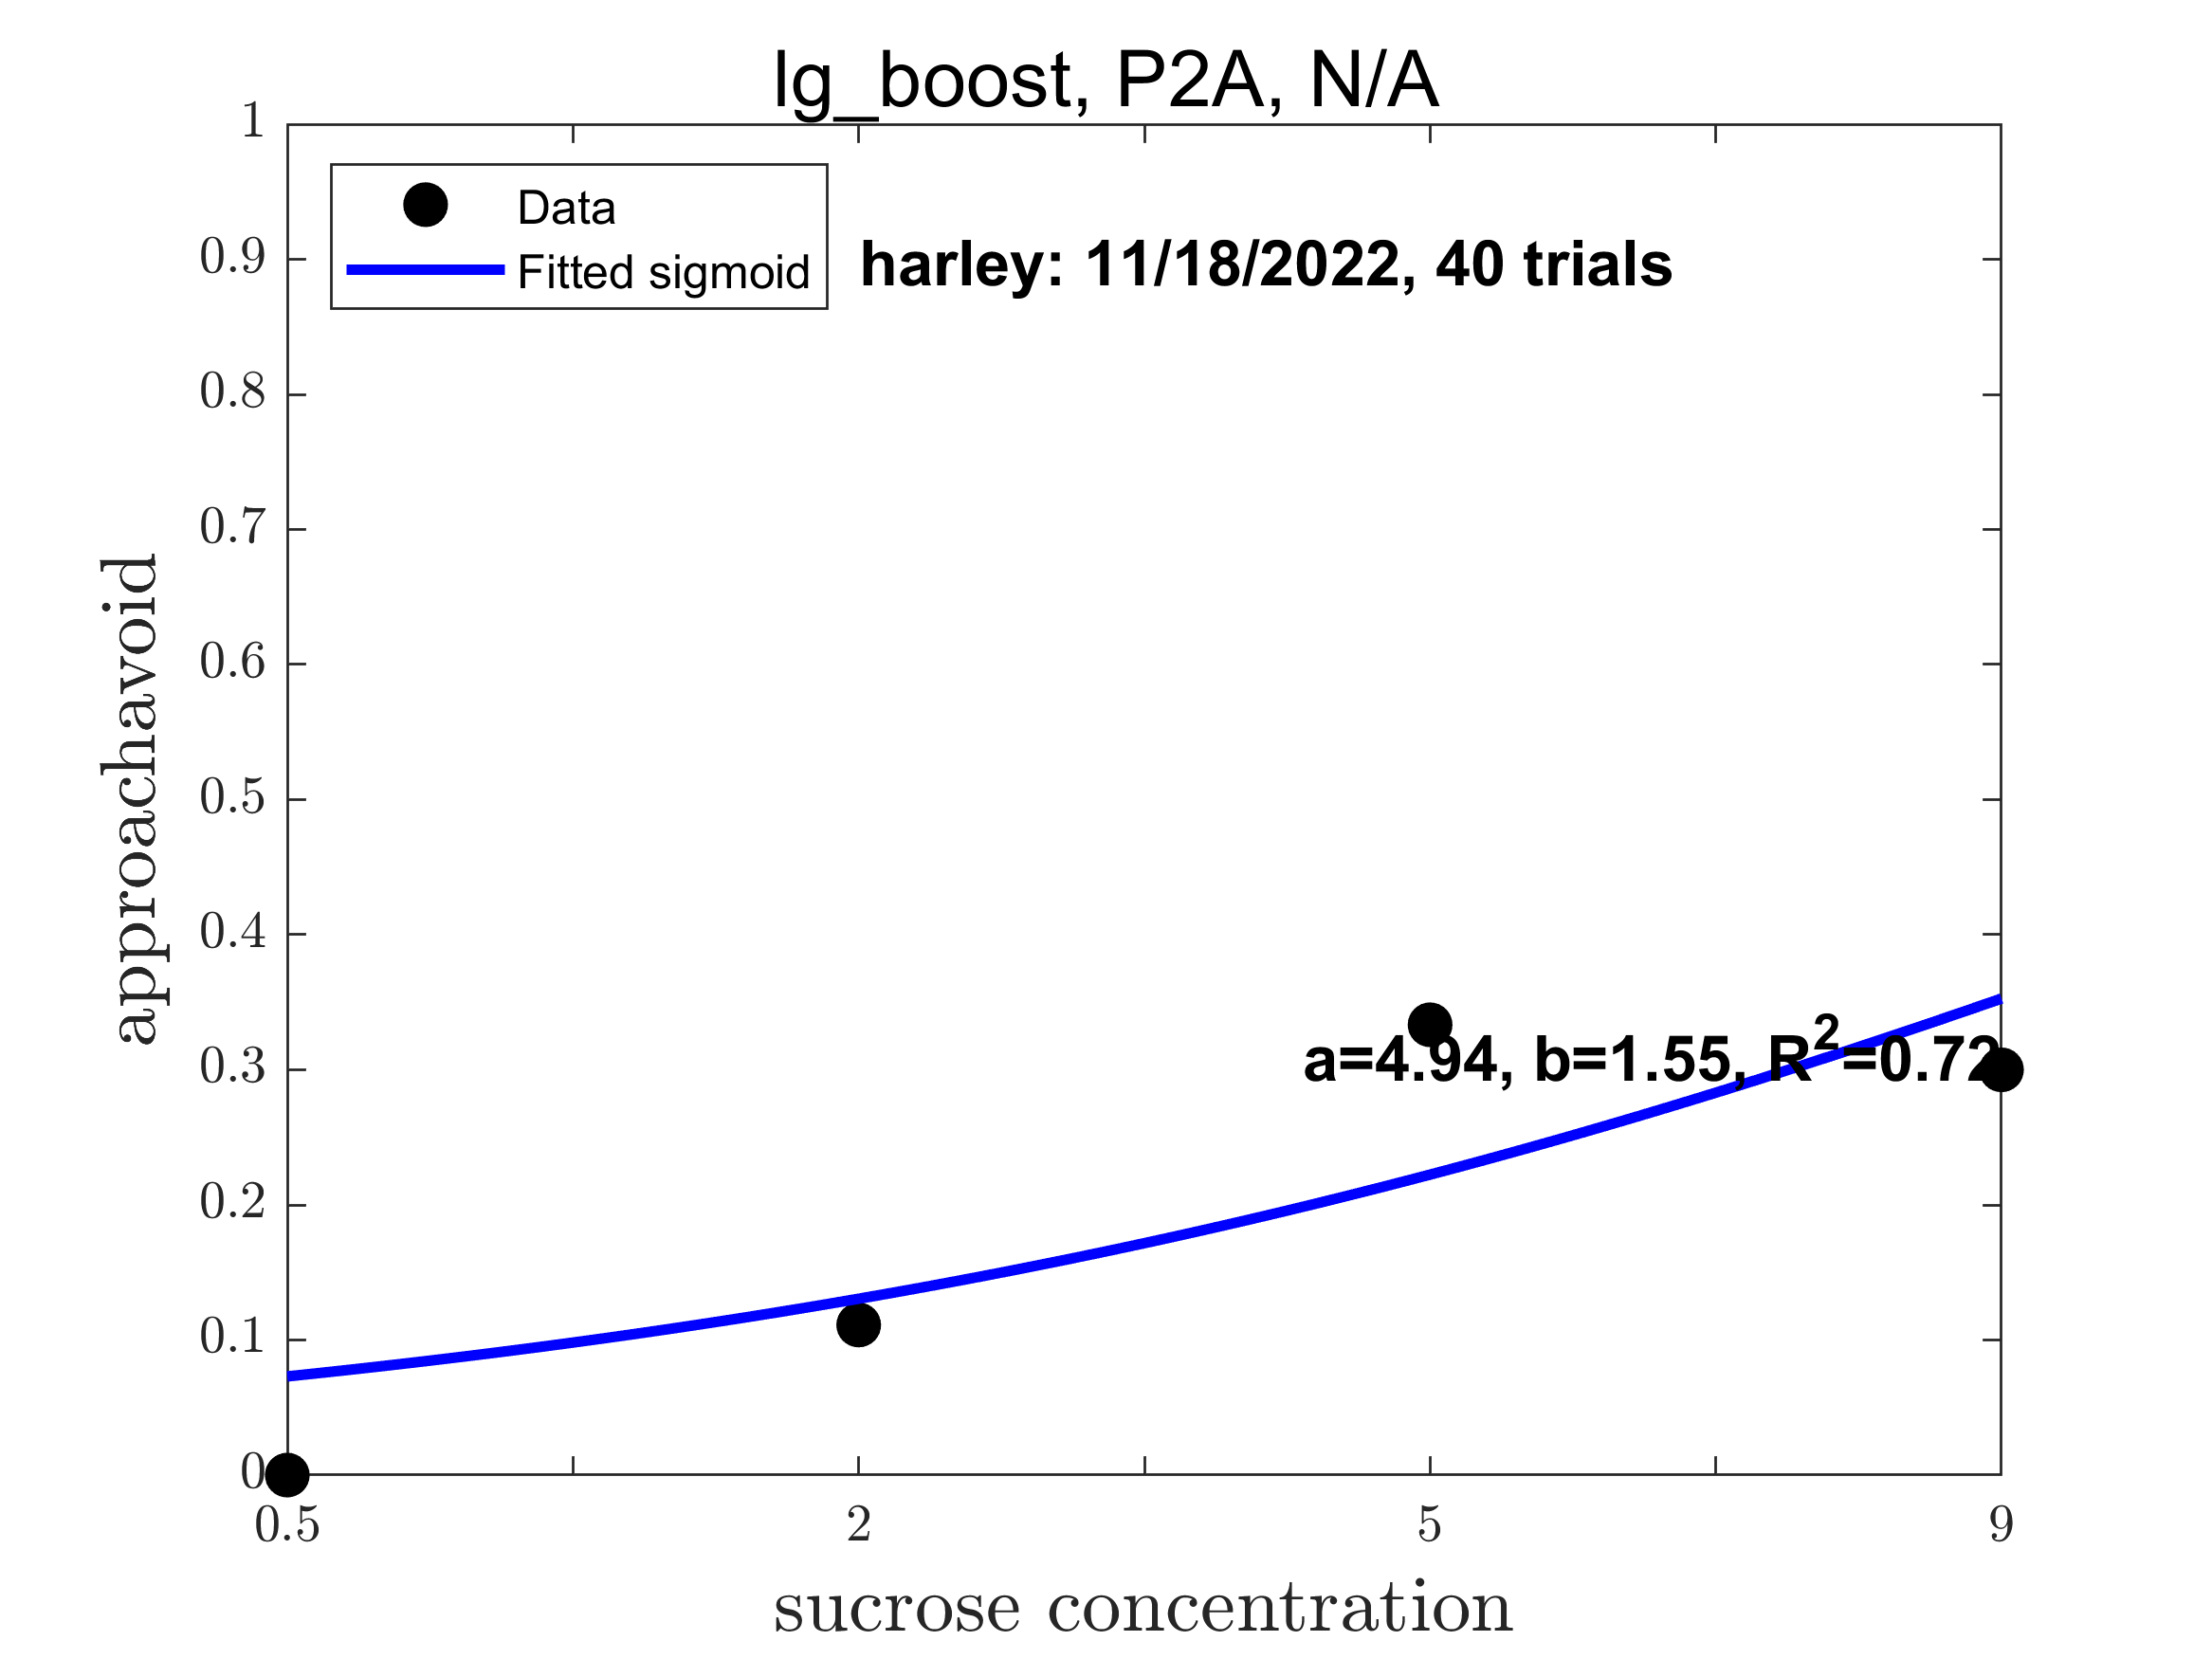 lg_boost, P2A, N/A
Data
Fitted sigmoid
harley: 11/18/2022, 40 trials
a=4.94, b=1.55, R²=0.72
approachavoid
1
0.9
0.8
0.7
0.6
0.5
0.4
0.3
0.2
0.1
0
0.5 2 5 9
sucrose concentration